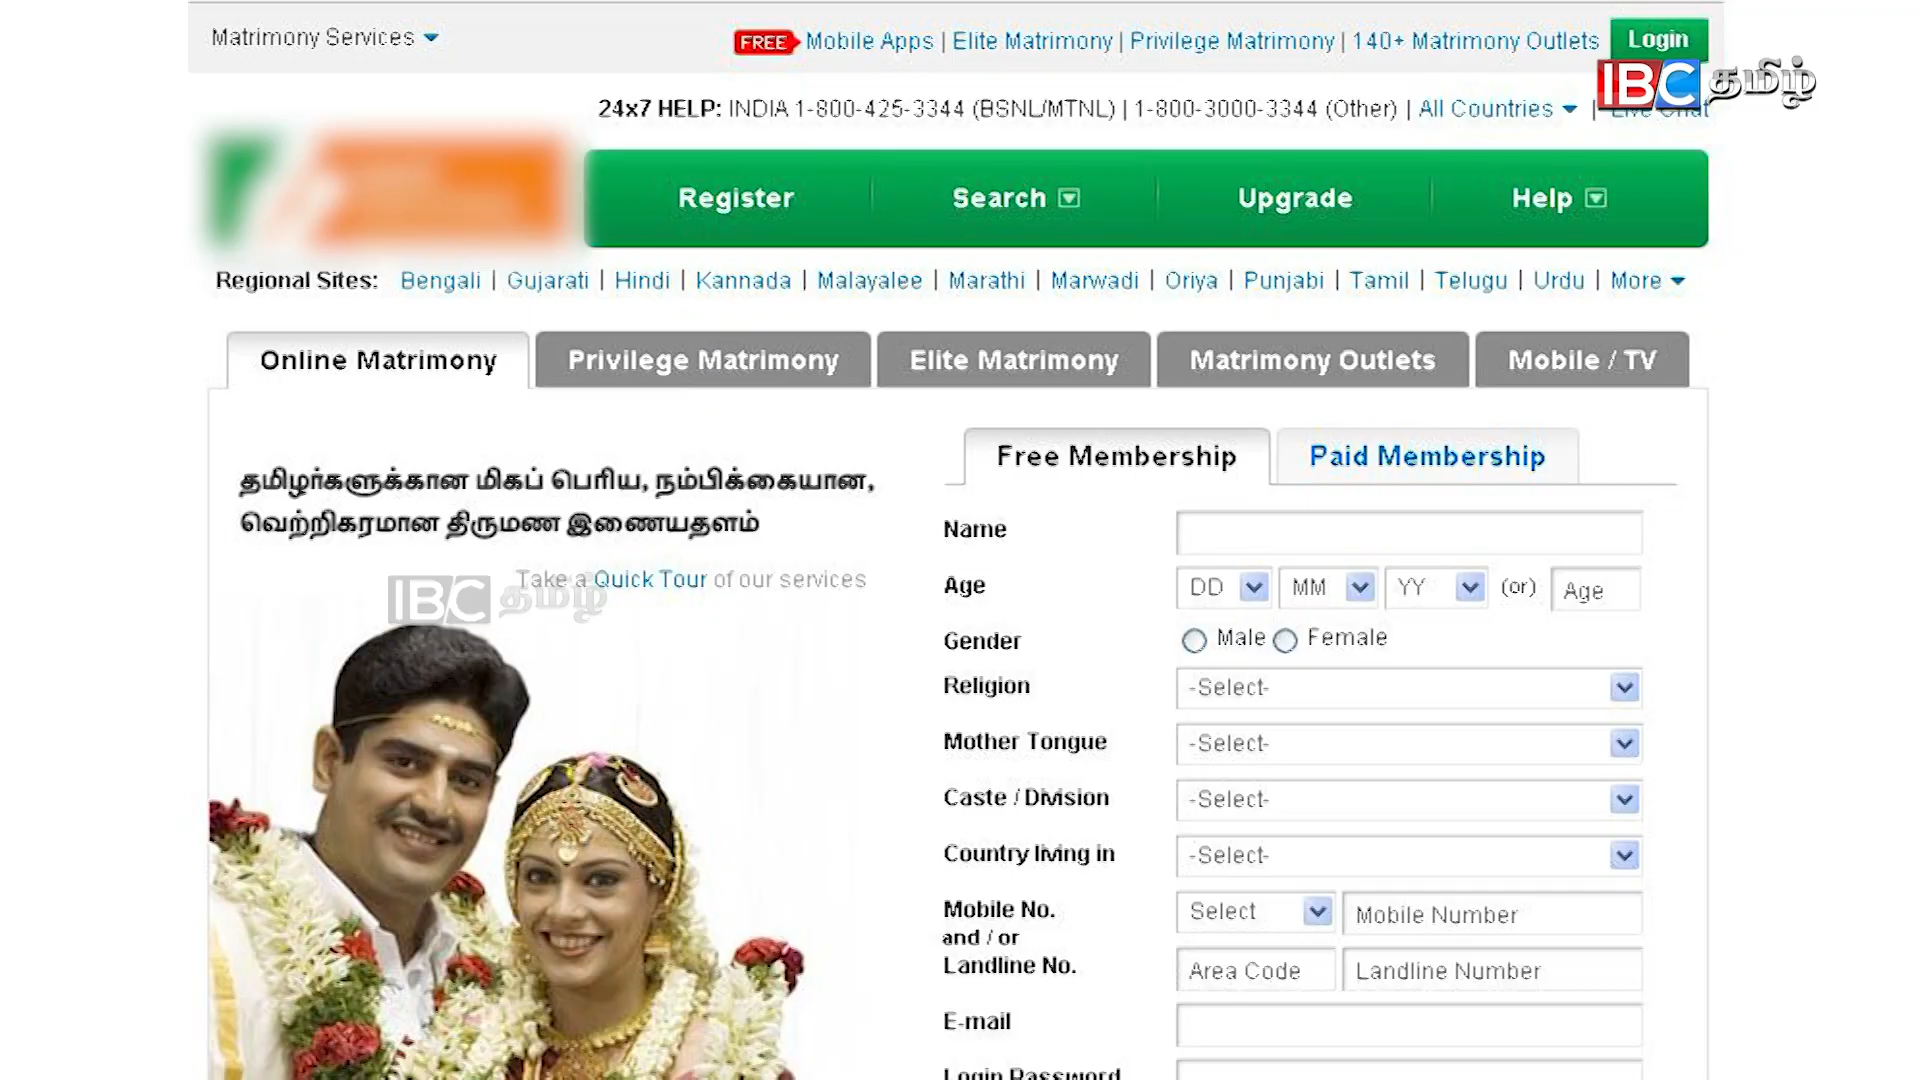 Matrimony Services
FREE Mobile Apps | Elite Matrimony | Privilege Matrimony | 140+ Matrimony Outlets Login
IBC தமிழ்
24x7 HELP: INDIA 1-800-425-3344 (BSNL/MTNL) | 1-800-3000-3344 (Other) | All Countries | Live Chat
Register Search Upgrade Help
Regional Sites: Bengali | Gujarati | Hindi | Kannada | Malayalee | Marathi | Marwadi | Oriya | Punjabi | Tamil | Telugu | Urdu | More
Online Matrimony Privilege Matrimony Elite Matrimony Matrimony Outlets Mobile / TV
தமிழர்களுக்கான மிகப் பெரிய, நம்பிக்கையான,
வெற்றிகரமான திருமண இணையதளம்
Take a Quick Tour of our services
IBC தமிழ்
Free Membership Paid Membership
Name
Age DD MM YY (or) Age
Gender Male Female
Religion -Select-
Mother Tongue -Select-
Caste / Division -Select-
Country living in -Select-
Mobile No. Select Mobile Number
and / or
Landline No. Area Code Landline Number
E-mail
Login Password